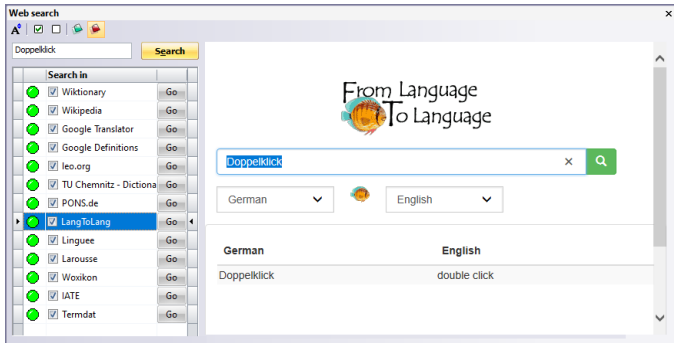 Web search
Doppelklick
Search
Search in
Wiktionary Go
Wikipedia Go
Google Translator Go
Google Definitions Go
leo.org Go
TU Chemnitz - Dictiona Go
PONS.de Go
LangToLang Go
Linguee Go
Larousse Go
Woxikon Go
IATE Go
Termdat Go
From Language
To Language
Doppelklick
German English
German English
Doppelklick double click